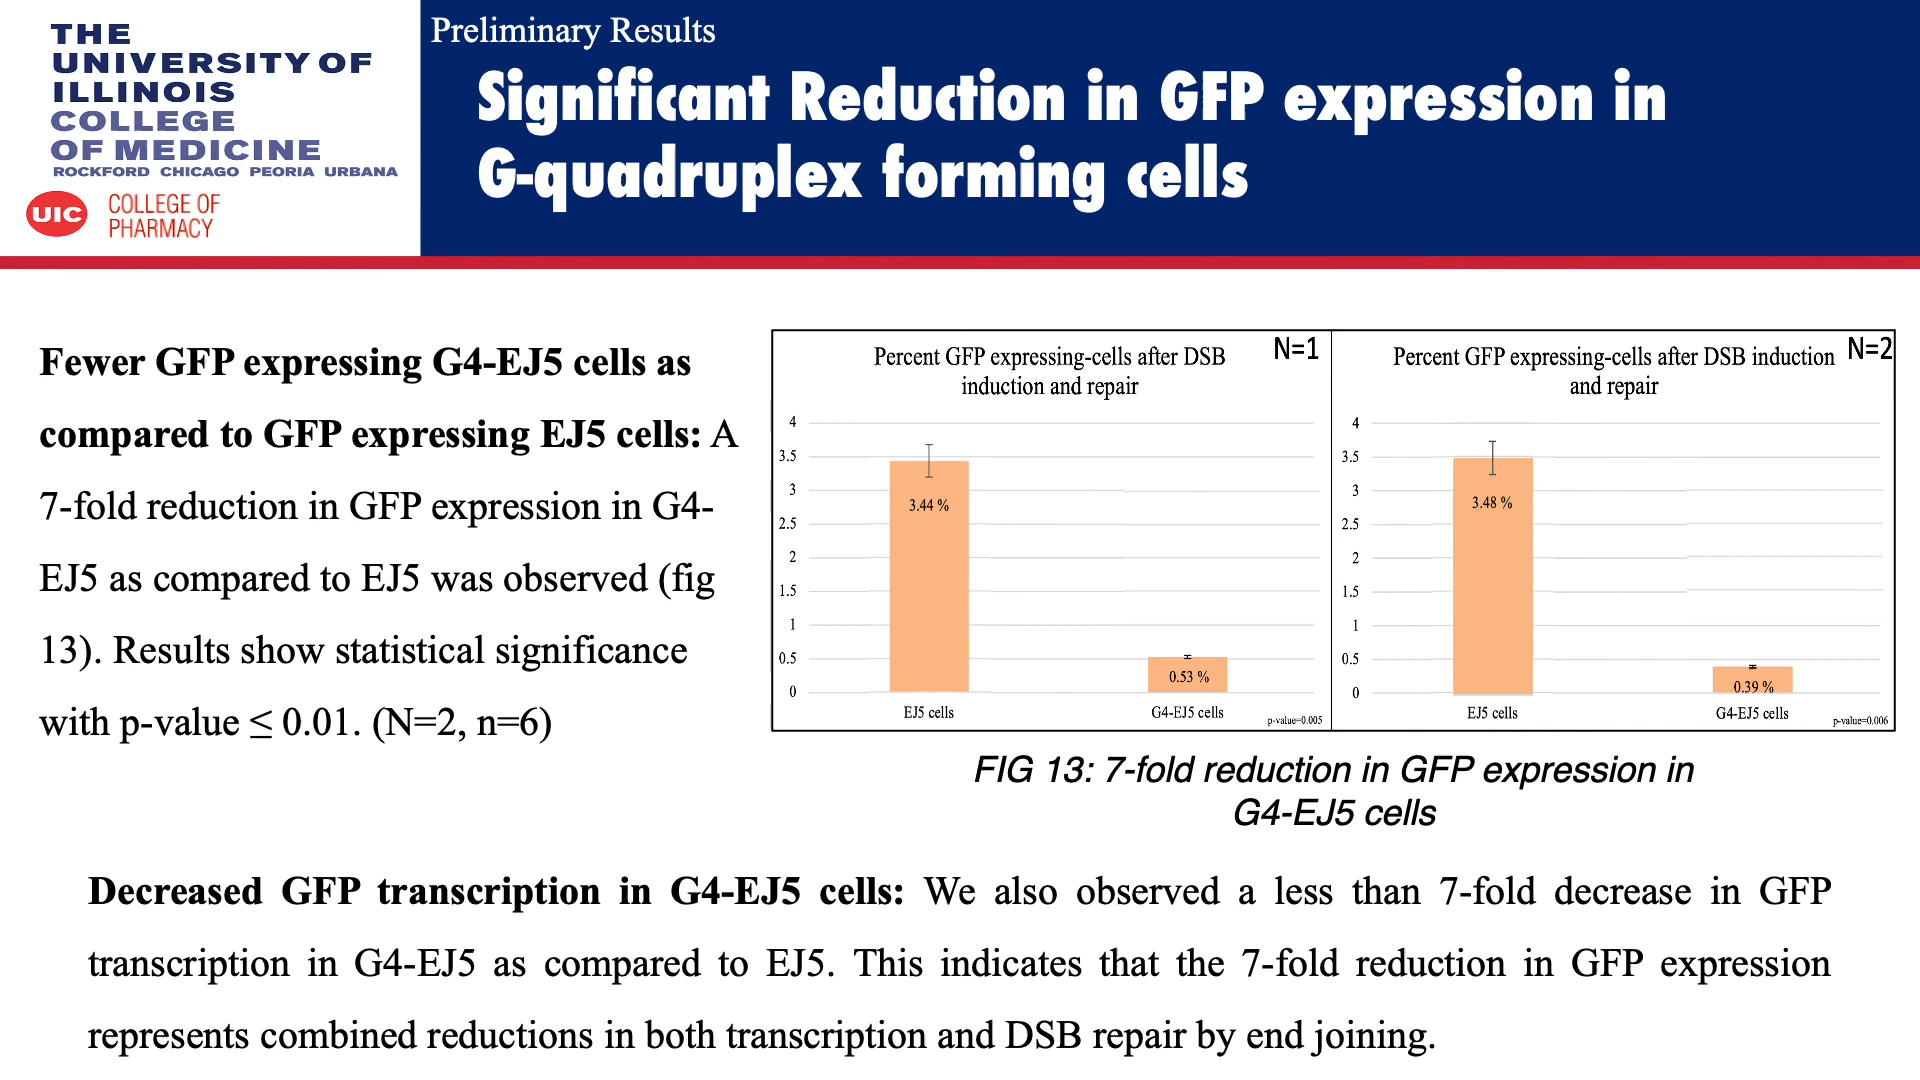 THE
UNIVERSITY OF
ILLINOIS
COLLEGE
OF MEDICINE
ROCKFORD CHICAGO PEORIA URBANA
UIC
COLLEGE OF
PHARMACY
Preliminary Results
Significant Reduction in GFP expression in
G-quadruplex forming cells
Fewer GFP expressing G4-EJ5 cells as
compared to GFP expressing EJ5 cells: A
7-fold reduction in GFP expression in G4-
EJ5 as compared to EJ5 was observed (fig
13). Results show statistical significance
with p-value ≤ 0.01. (N=2, n=6)
Percent GFP expressing-cells after DSB
induction and repair
N=1
4
3.5
3
2.5
2
1.5
1
0.5
0
3.44 %
0.53 %
EJ5 cells
G4-EJ5 cells
p-value=0.005
Percent GFP expressing-cells after DSB induction
and repair
N=2
4
3.5
3
2.5
2
1.5
1
0.5
0
3.48 %
0.39 %
EJ5 cells
G4-EJ5 cells
p-value=0.006
FIG 13: 7-fold reduction in GFP expression in
G4-EJ5 cells
Decreased GFP transcription in G4-EJ5 cells: We also observed a less than 7-fold decrease in GFP
transcription in G4-EJ5 as compared to EJ5. This indicates that the 7-fold reduction in GFP expression
represents combined reductions in both transcription and DSB repair by end joining.